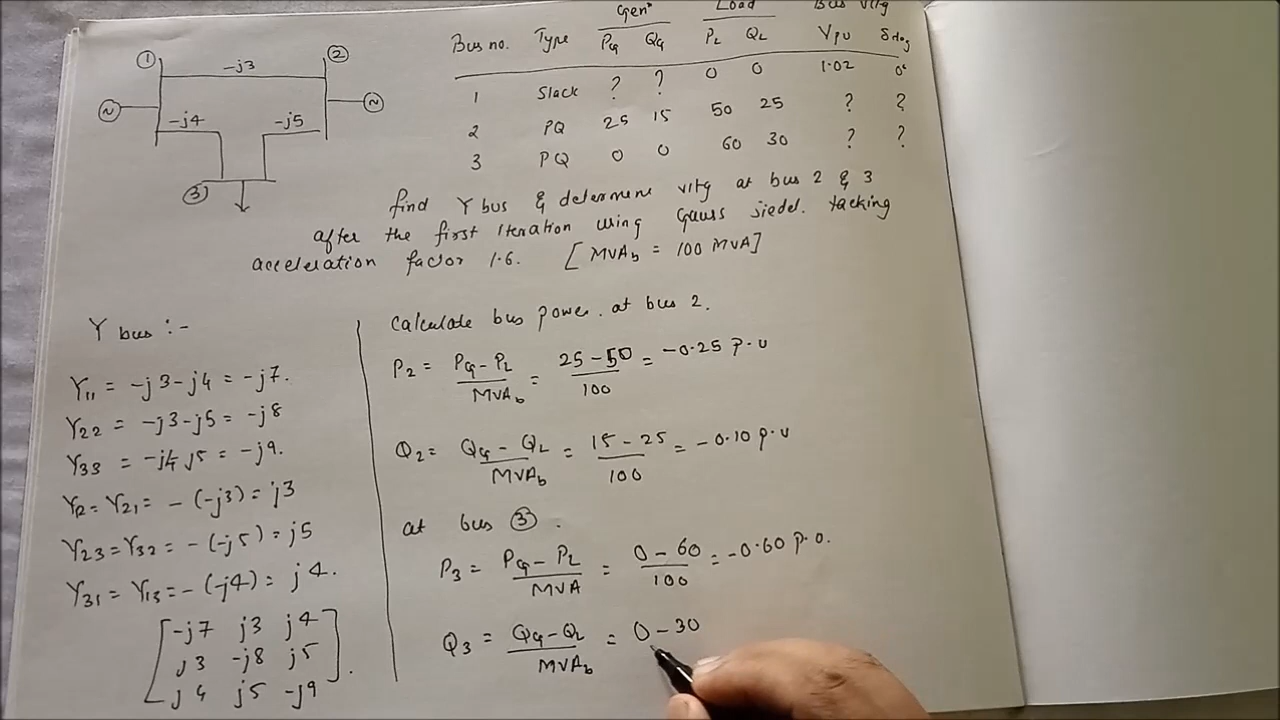 ① ②
-j3
-j4 -j5
③
Genⁿ Load Bus Vltg
Bus no. Type PG QG PL QL Vpu δdeg
1 Slack ? ? 0 0 1.02 0°
2 PQ 25 15 50 25 ? ?
3 PQ 0 0 60 30 ? ?
find Y bus & determine vltg at bus 2 & 3
after the first iteration using Gauss siedel. tacking
acceleration factor 1.6. [MVAb = 100 MVA]
Y bus :-
Y11 = -j3-j4 = -j7.
Y22 = -j3-j5 = -j8
Y33 = -j4 j5 = -j9.
Y12 = Y21 = -(-j3) = j3
Y23 = Y32 = -(-j5) = j5
Y31 = Y13 = -(-j4) = j4.
[-j7 j3 j4
j3 -j8 j5
j4 j5 -j9].
Calculate bus power. at bus 2.
P2 = PG-PL / MVAb = 25-50 / 100 = -0.25 p.u
Q2 = QG-QL / MVAb = 15-25 / 100 = -0.10 p.u
at bus ③.
P3 = PG-PL / MVA = 0-60 / 100 = -0.60 p.u.
Q3 = QG-QL / MVAb = 0-30